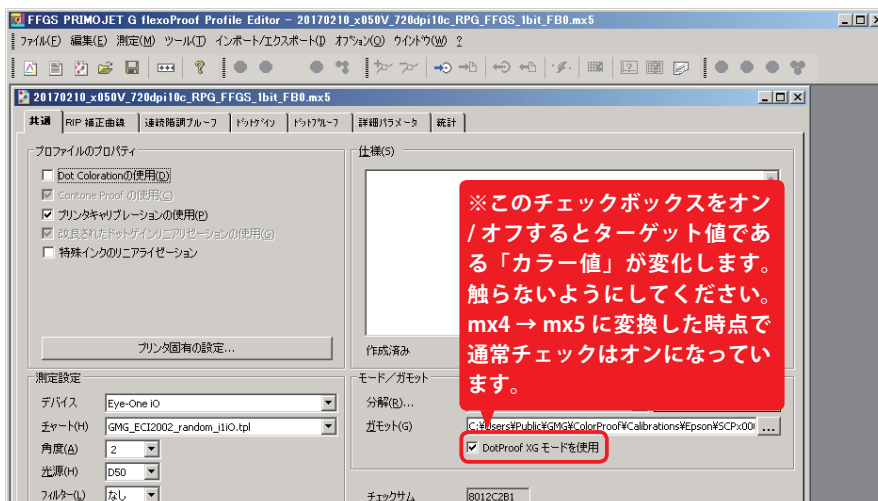 FFGS PRIMOJET G flexoProof Profile Editor - 20170210_x050V_720dpi10c_RPG_FFGS_1bit_FB0.mx5
ファイル(F) 編集(E) 測定(M) ツール(T) インポート/エクスポート(I) オプション(O) ウインドウ(W) ?
20170210_x050V_720dpi10c_RPG_FFGS_1bit_FB0.mx5
共通 RIP 補正曲線 連続階調プルーフ ドットゲイン ドットプルーフ 詳細パラメータ 統計
プロファイルのプロパティ
Dot Colorationの使用(D)
Contone Proof の使用(C)
プリンタキャリブレーションの使用(P)
改良されたドットゲインリニアリゼーションの使用(G)
特殊インクのリニアライゼーション
プリンタ固有の設定...
仕様(S)
※このチェックボックスをオン
/ オフするとターゲット値であ
る「カラー値」が変化します。
触らないようにしてください。
mx4 → mx5 に変換した時点で
通常チェックはオンになってい
ます。
作成済み
測定設定
デバイス Eye-One iO
チャート(H) GMG_ECI2002_random_i1iO.tpl
角度(A) 2
光源(H) D50
フィルター(L) なし
モード/ガモット
分解(R)...
ガモット(G) C:¥Users¥Public¥GMG¥ColorProof¥Calibrations¥Epson¥SCPx00 ...
DotProof XG モードを使用
チェックサム 8012C2B1